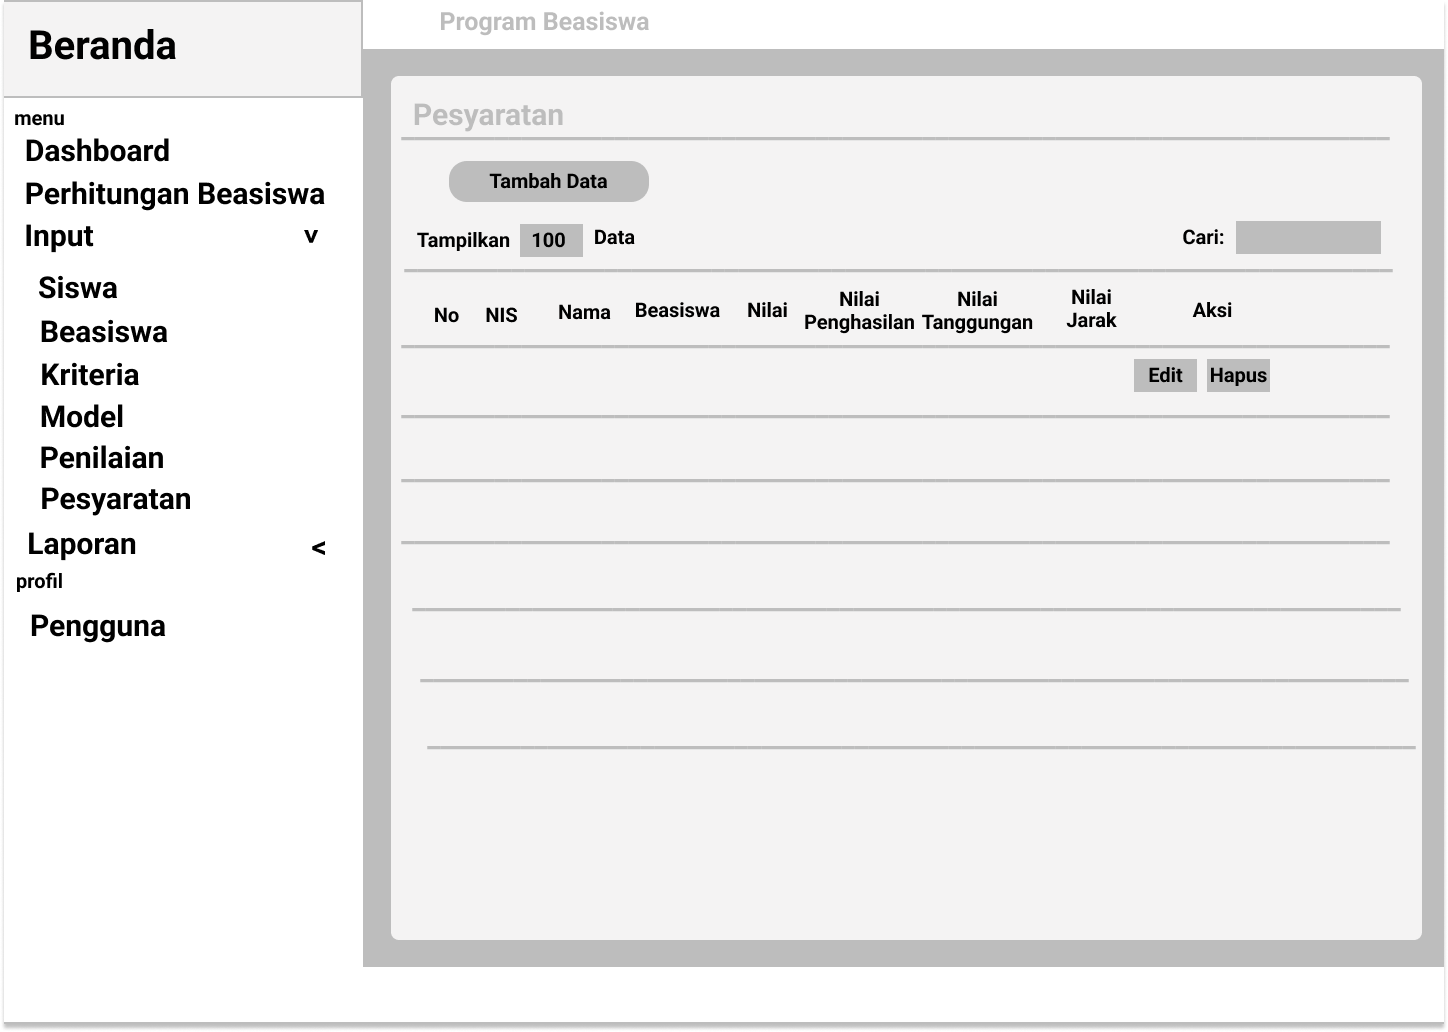 Beranda
Program Beasiswa
menu
Dashboard
Perhitungan Beasiswa
Input v
Siswa
Beasiswa
Kriteria
Model
Penilaian
Pesyaratan
Laporan <
profil
Pengguna
Pesyaratan
Tambah Data
Tampilkan 100 Data Cari:
No NIS Nama Beasiswa Nilai Nilai Penghasilan Nilai Tanggungan Nilai Jarak Aksi
Edit Hapus